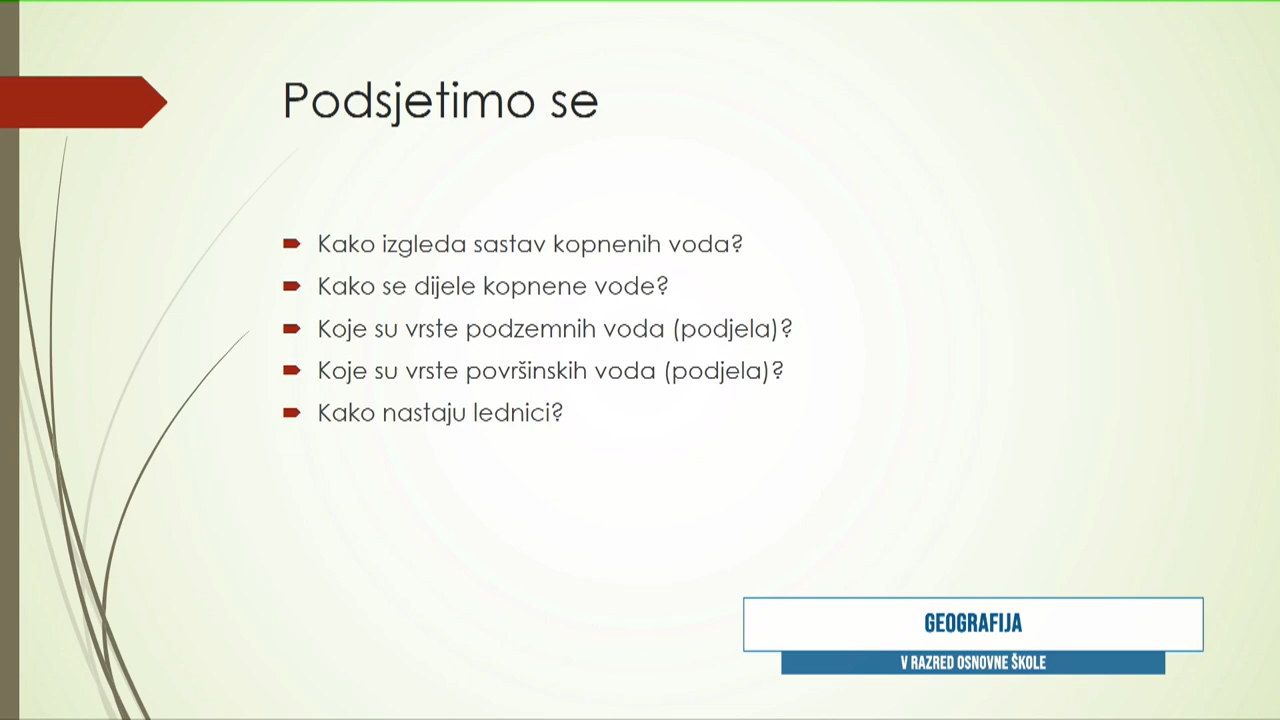 Podsjetimo se
Kako izgleda sastav kopnenih voda?
Kako se dijele kopnene vode?
Koje su vrste podzemnih voda (podjela)?
Koje su vrste površinskih voda (podjela)?
Kako nastaju lednici?
GEOGRAFIJA
V RAZRED OSNOVNE ŠKOLE